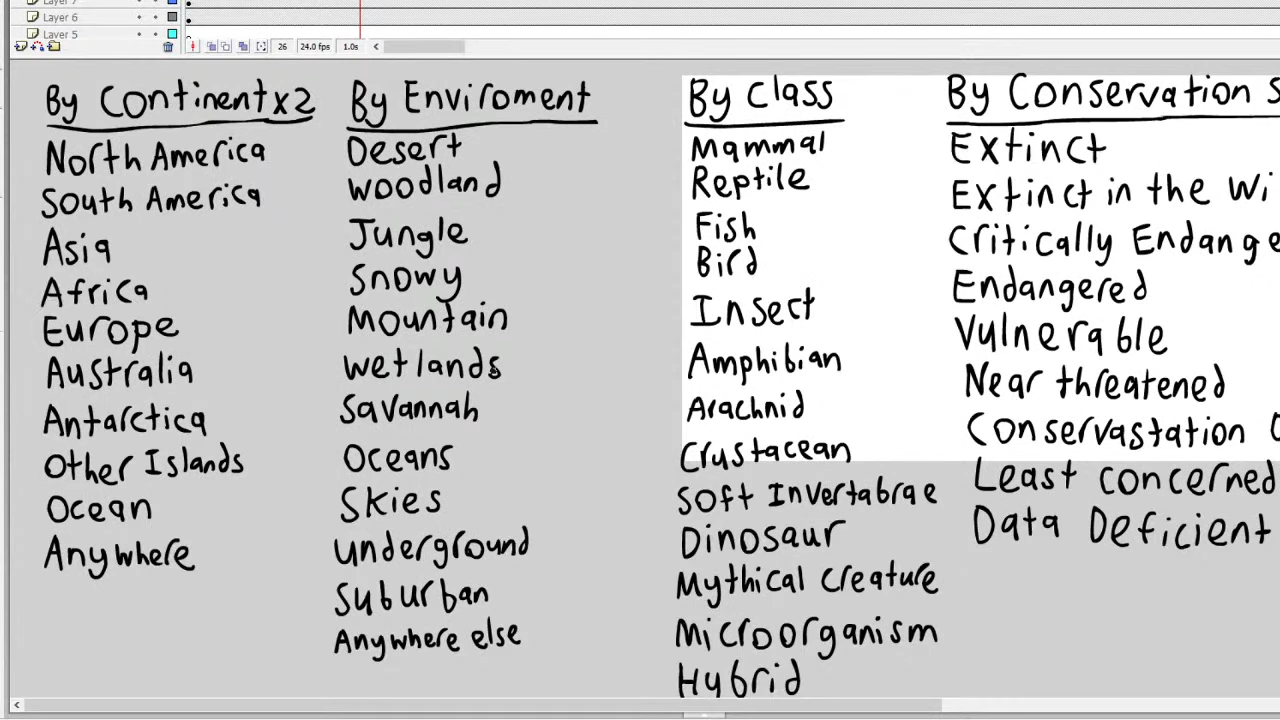 Layer 7
Layer 6
Layer 5
26 24.0 fps 1.0s
By Continent x2
North America
South America
Asia
Africa
Europe
Australia
Antarctica
Other Islands
Ocean
Anywhere
By Enviroment
Desert
Woodland
Jungle
Snowy
Mountain
Wetlands
Savannah
Oceans
Skies
Underground
Suburban
Anywhere else
By Class
Mammal
Reptile
Fish
Bird
Insect
Amphibian
Arachnid
Crustacean
Soft Invertabrae
Dinosaur
Mythical Creature
Microorganism
Hybrid
By Conservation S
Extinct
Extinct in the Wi
Critically Endange
Endangered
Vulnerable
Near threatened
Conservastation
Least concerned
Data Deficient